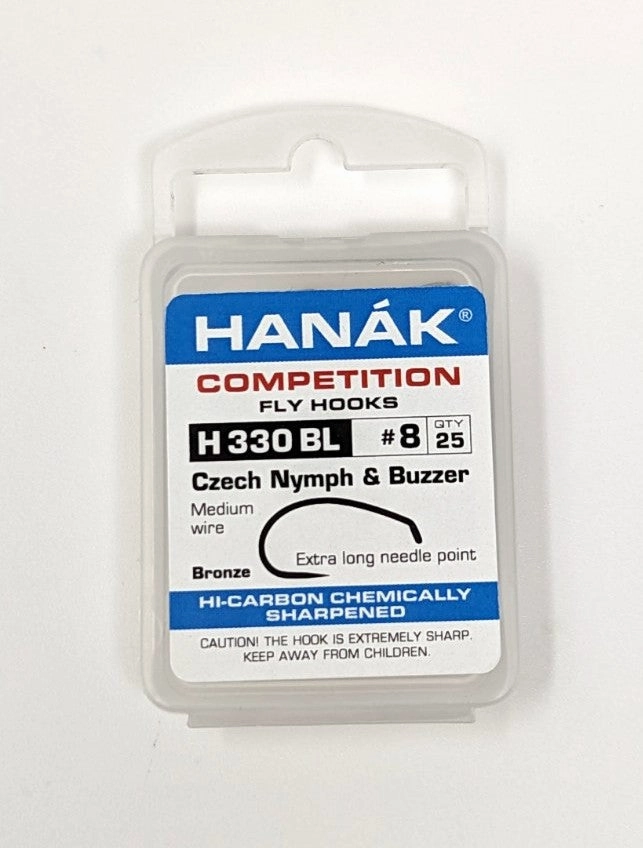 HANÁK®
COMPETITION
FLY HOOKS
H 330 BL #8 QTY 25
Czech Nymph & Buzzer
Medium
wire
Extra long needle point
Bronze
HI-CARBON CHEMICALLY
SHARPENED
CAUTION! THE HOOK IS EXTREMELY SHARP.
KEEP AWAY FROM CHILDREN.